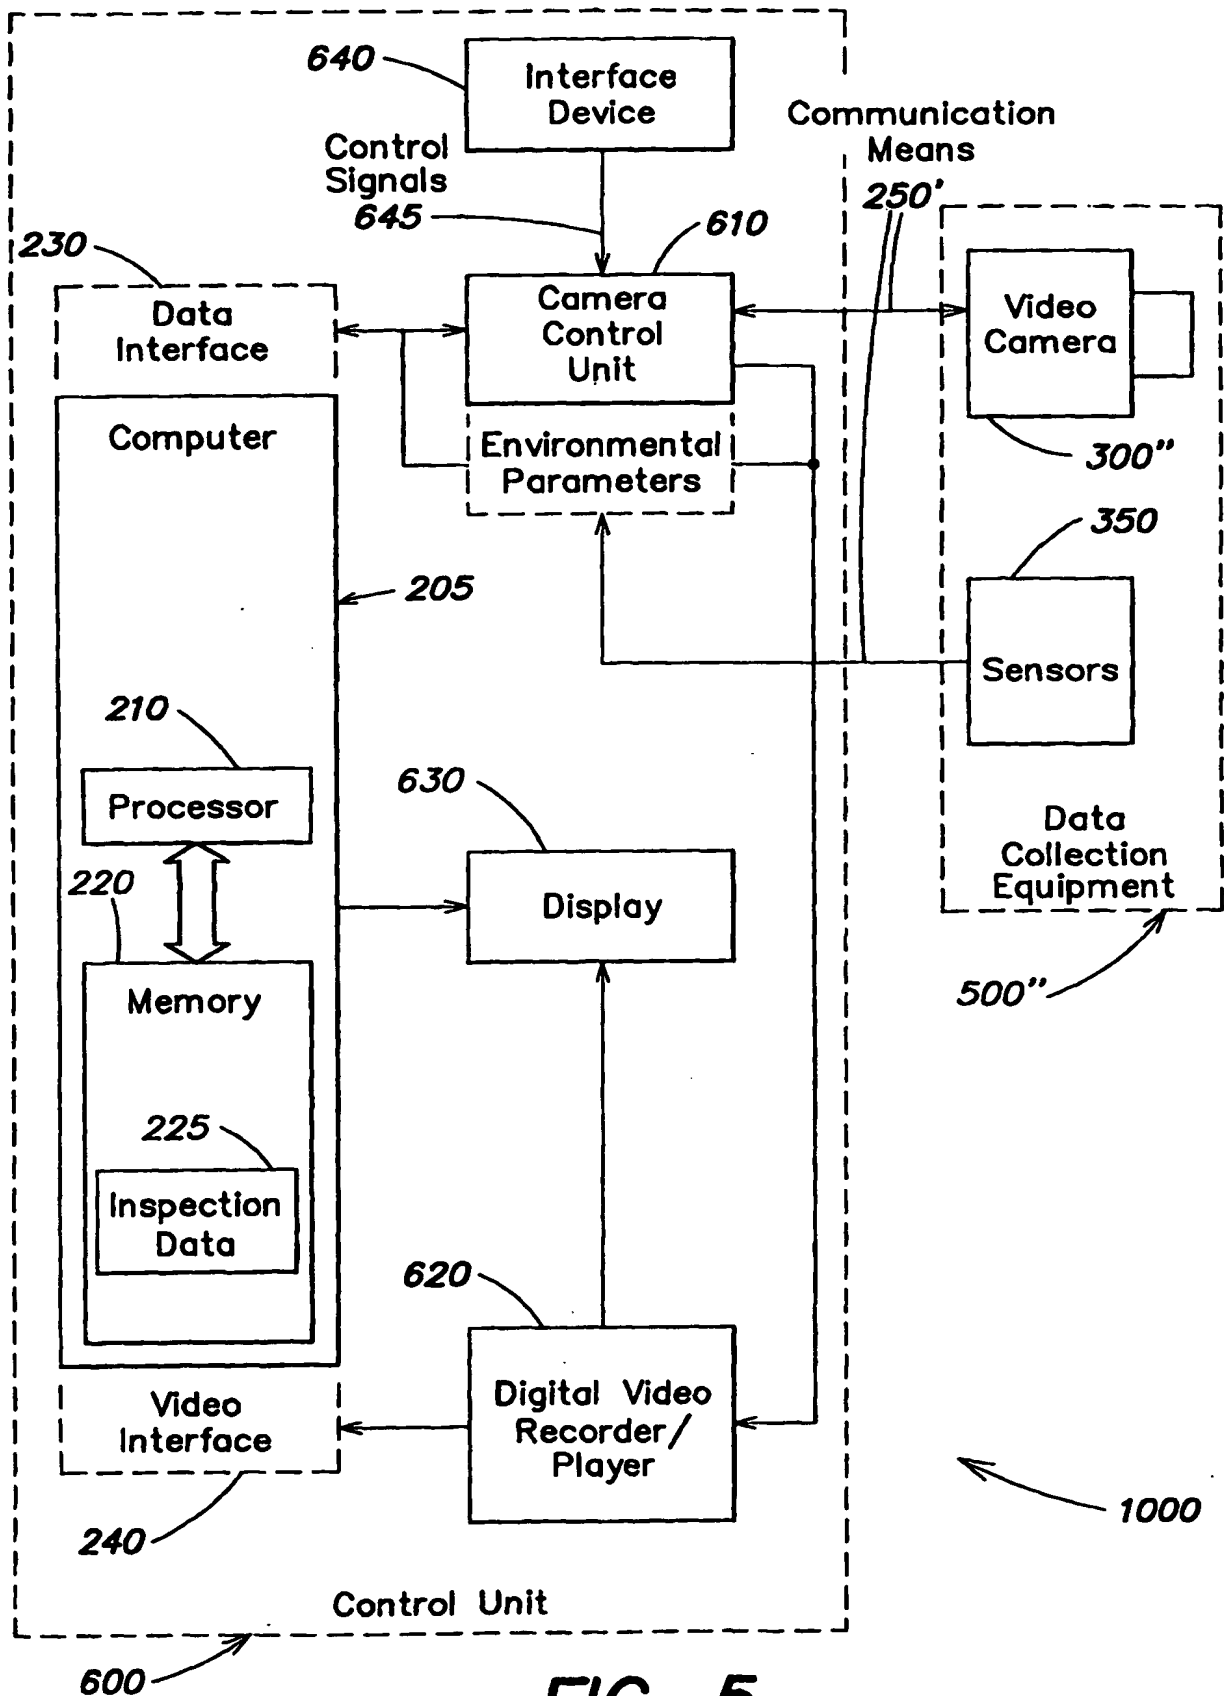 640
Interface
Device
Control
Signals
645
Communication
Means
250'
610
230
Data
Interface
Camera
Control
Unit
Environmental
Parameters
Video
Camera
300"
350
Sensors
Data
Collection
Equipment
500"
Computer
205
210
Processor
220
Memory
225
Inspection
Data
630
Display
620
Digital Video
Recorder/
Player
Video
Interface
240
1000
Control Unit
600
FIG. 5